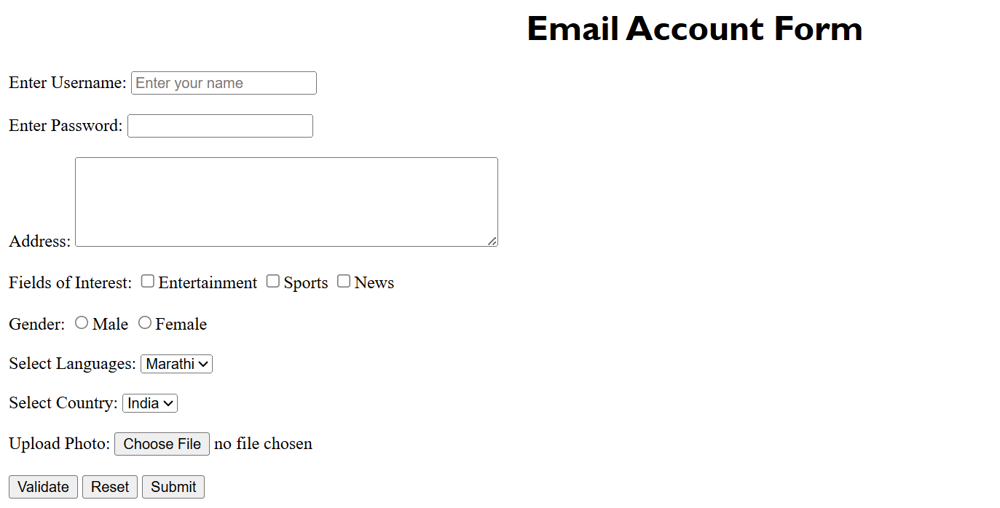 Email Account Form
Enter Username: Enter your name
Enter Password:
Address:
Fields of Interest: Entertainment Sports News
Gender: Male Female
Select Languages: Marathi
Select Country: India
Upload Photo: Choose File no file chosen
Validate Reset Submit